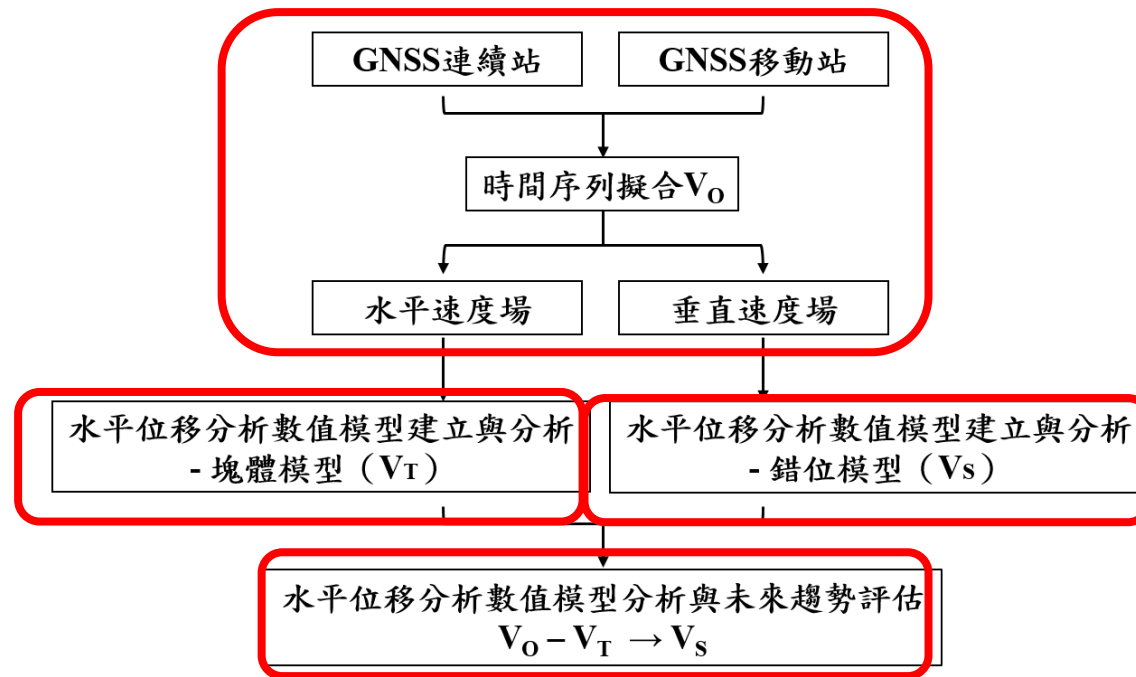 GNSS連續站
GNSS移動站
時間序列擬合VO
水平速度場
垂直速度場
水平位移分析數值模型建立與分析
- 塊體模型（VT）
水平位移分析數值模型建立與分析
- 錯位模型（VS）
水平位移分析數值模型分析與未來趨勢評估
VO – VT → VS